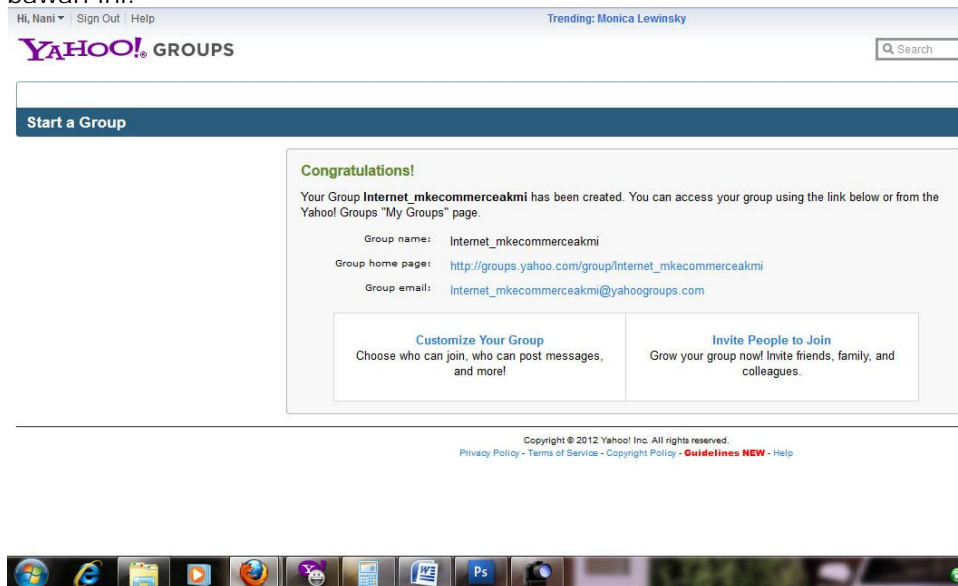 bawah ini:
Hi, Nani | Sign Out | Help
Trending: Monica Lewinsky
YAHOO! GROUPS
Search
Start a Group
Congratulations!
Your Group Internet_mkecommerceakmi has been created. You can access your group using the link below or from the
Yahoo! Groups "My Groups" page.
Group name: Internet_mkecommerceakmi
Group home page: http://groups.yahoo.com/group/Internet_mkecommerceakmi
Group email: Internet_mkecommerceakmi@yahoogroups.com
Customize Your Group
Choose who can join, who can post messages,
and more!
Invite People to Join
Grow your group now! Invite friends, family, and
colleagues.
Copyright © 2012 Yahoo! Inc. All rights reserved.
Privacy Policy - Terms of Service - Copyright Policy - Guidelines NEW - Help
Ps